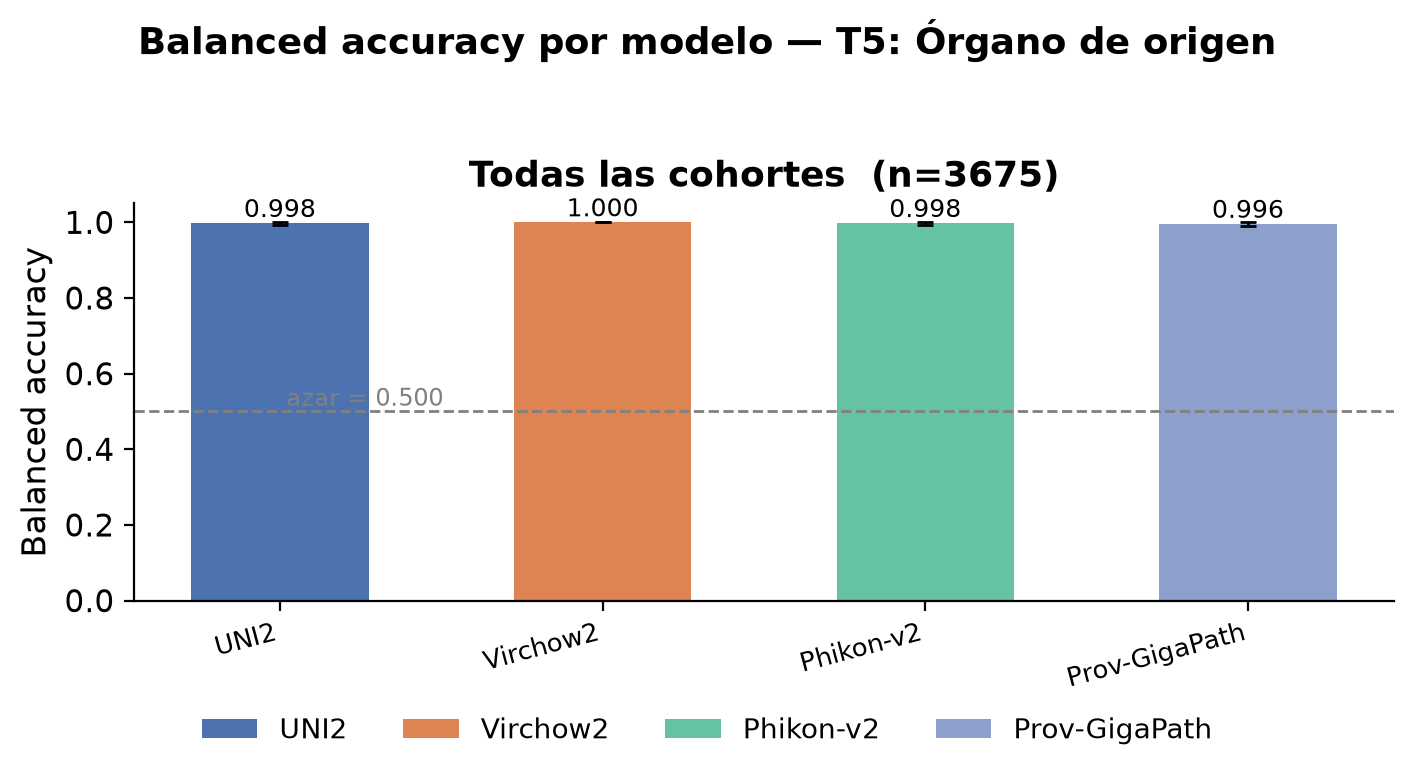 Balanced accuracy por modelo — T5: Órgano de origen
Todas las cohortes (n=3675)
Balanced accuracy
1.0
0.8
0.6
0.4
0.2
0.0
0.998
1.000
0.998
0.996
azar = 0.500
UNI2
Virchow2
Phikon-v2
Prov-GigaPath
UNI2
Virchow2
Phikon-v2
Prov-GigaPath